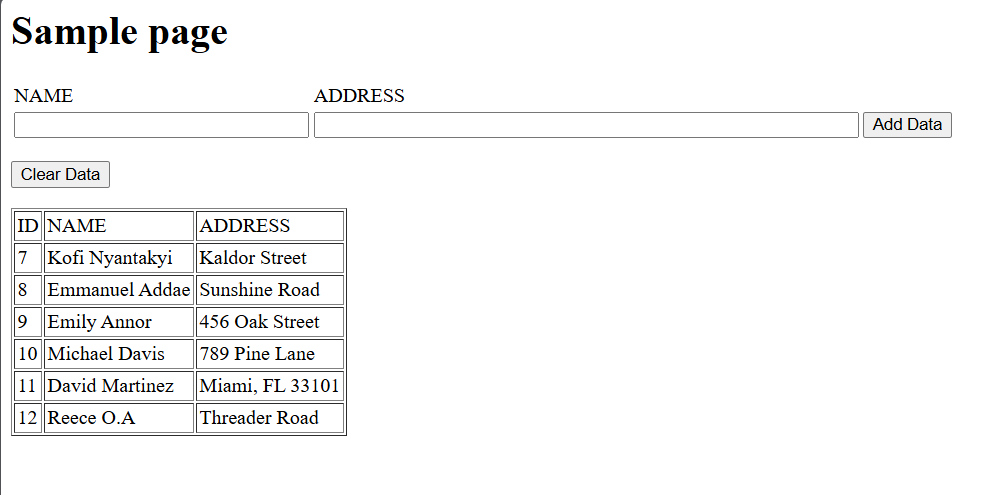 Sample page
NAME ADDRESS
Add Data
Clear Data
ID NAME ADDRESS
7 Kofi Nyantakyi Kaldor Street
8 Emmanuel Addae Sunshine Road
9 Emily Annor 456 Oak Street
10 Michael Davis 789 Pine Lane
11 David Martinez Miami, FL 33101
12 Reece O.A Threader Road